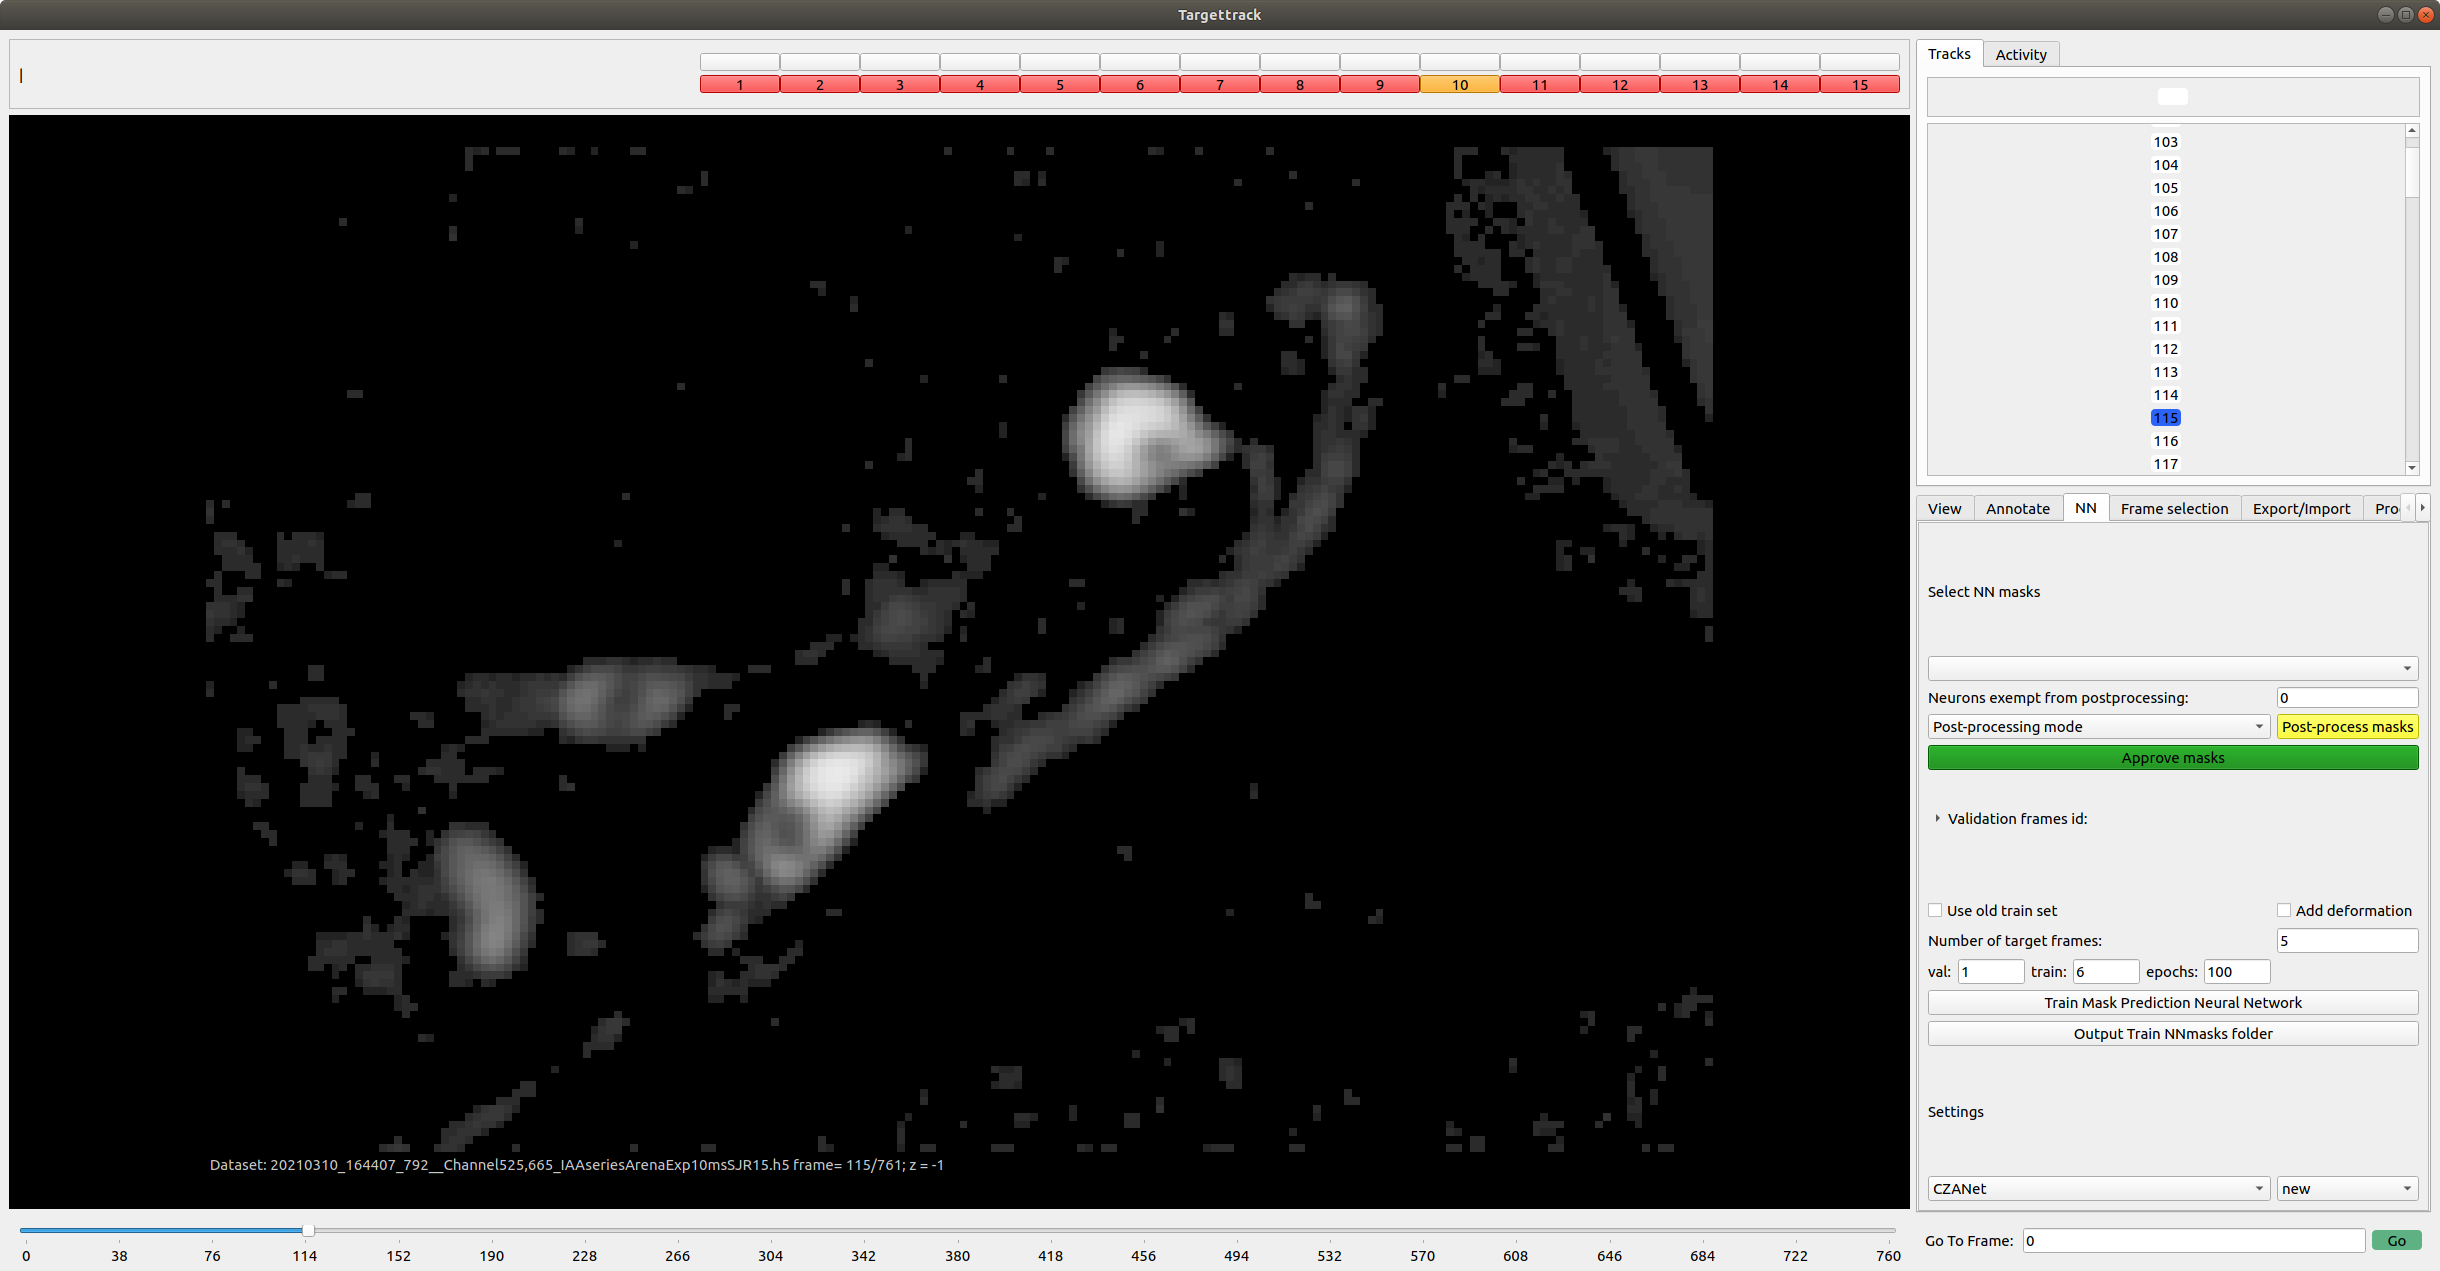 Targettrack
1 2 3 4 5 6 7 8 9 10 11 12 13 14 15
Tracks Activity
103
104
105
106
107
108
109
110
111
112
113
114
115
116
117
View Annotate NN Frame selection Export/Import Pro
Select NN masks
Neurons exempt from postprocessing: 0
Post-processing mode Post-process masks
Approve masks
Validation frames id:
Use old train set Add deformation
Number of target frames: 5
val: 1 train: 6 epochs: 100
Train Mask Prediction Neural Network
Output Train NNmasks folder
Settings
CZANet new
Dataset: 20210310_164407_792__Channel525,665_IAAseriesArenaExp10msSJR15.h5 frame= 115/761; z = -1
0 38 76 114 152 190 228 266 304 342 380 418 456 494 532 570 608 646 684 722 760
Go To Frame: 0 Go